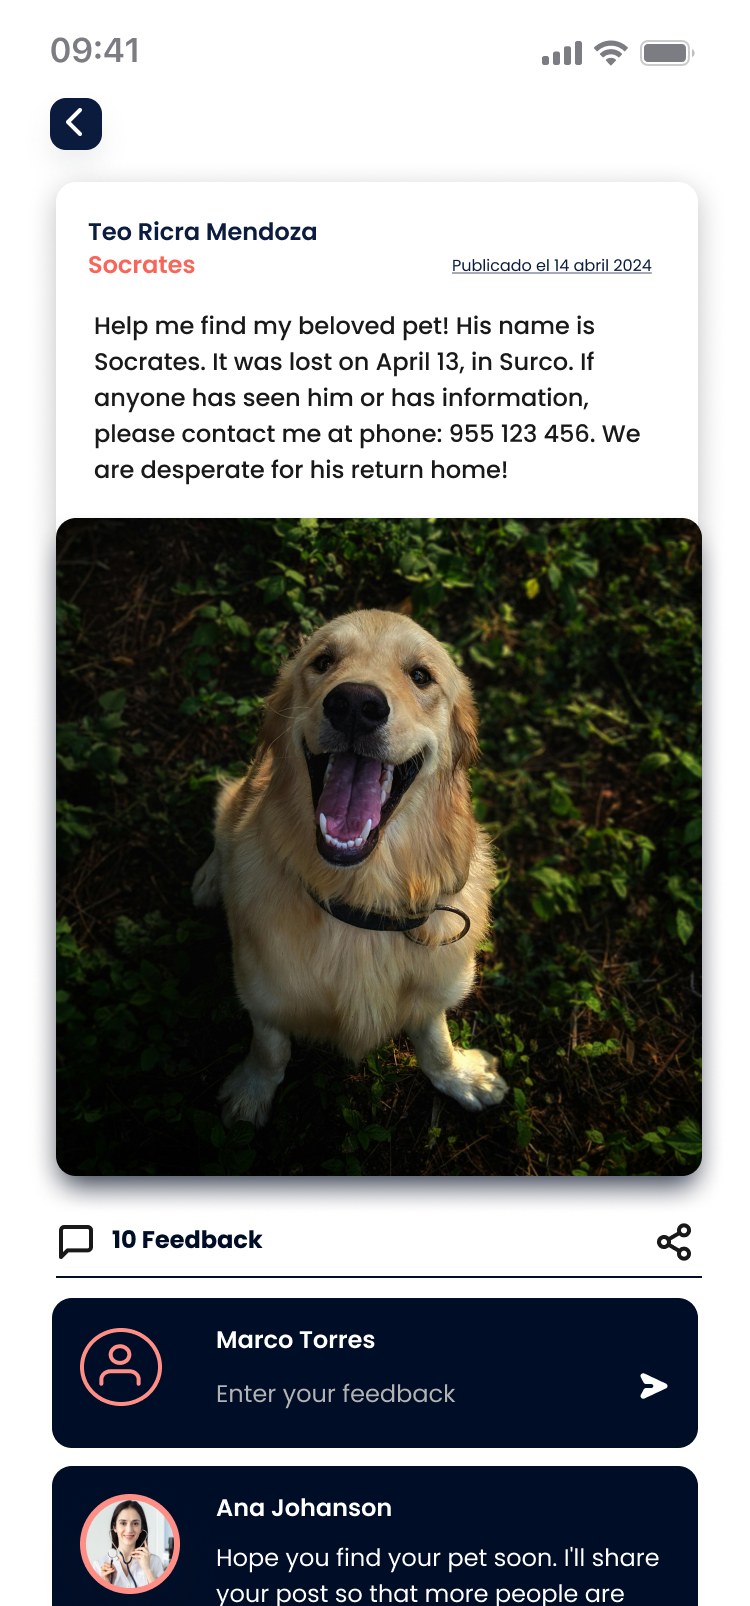 09:41
Teo Ricra Mendoza
Socrates
Publicado el 14 abril 2024
Help me find my beloved pet! His name is
Socrates. It was lost on April 13, in Surco. If
anyone has seen him or has information,
please contact me at phone: 955 123 456. We
are desperate for his return home!
10 Feedback
Marco Torres
Enter your feedback
Ana Johanson
Hope you find your pet soon. I'll share
your post so that more people are